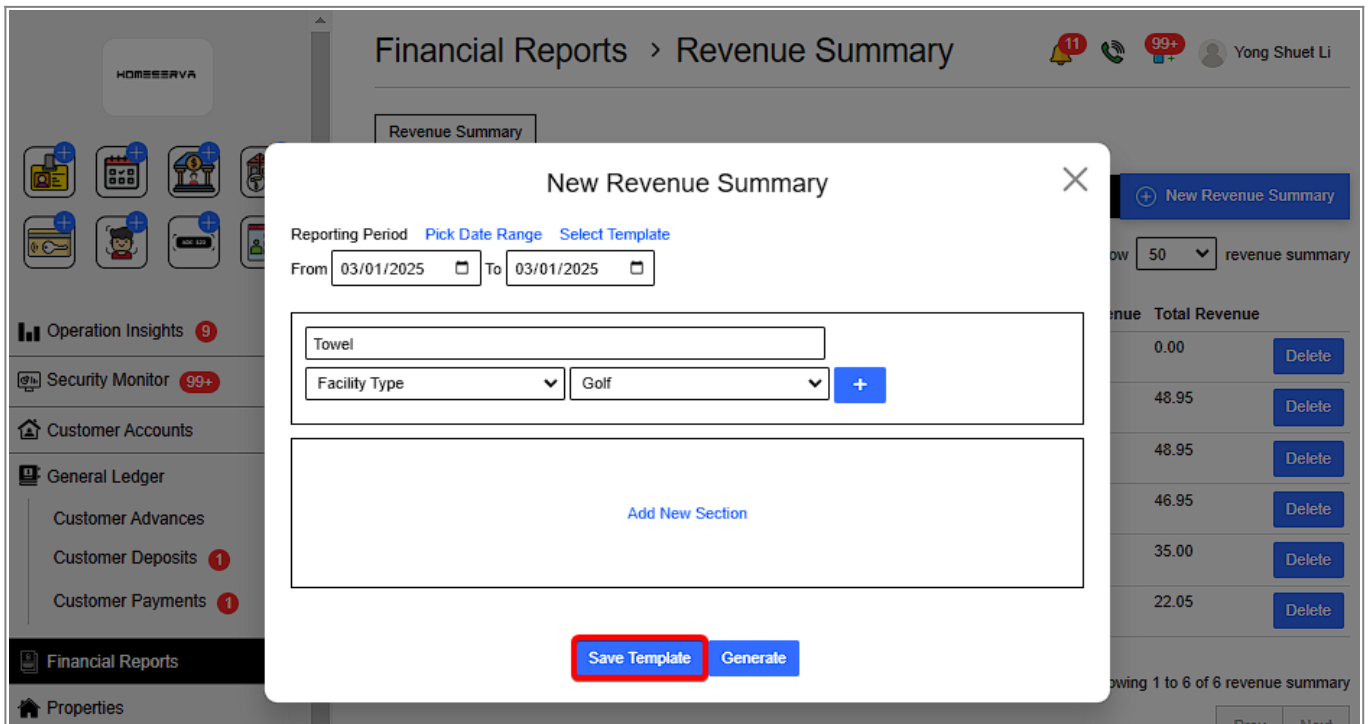 HOMESERVA
Financial Reports > Revenue Summary
11
99+
Yong Shuet Li
Revenue Summary
New Revenue Summary
New Revenue Summary
Reporting Period Pick Date Range Select Template
From 03/01/2025 To 03/01/2025
50 revenue summary
Operation Insights 9
Security Monitor 99+
Customer Accounts
General Ledger
Customer Advances
Customer Deposits 1
Customer Payments 1
Financial Reports
Properties
Towel
Facility Type Golf +
Add New Section
Save Template Generate
Total Revenue
0.00 Delete
48.95 Delete
48.95 Delete
46.95 Delete
35.00 Delete
22.05 Delete
1 to 6 of 6 revenue summary